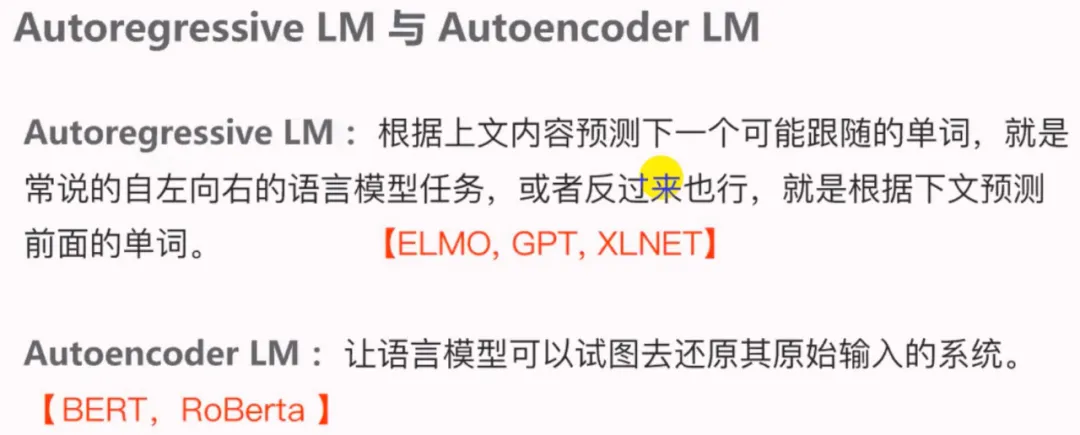 Autoregressive LM 与 Autoencoder LM
Autoregressive LM： 根据上文内容预测下一个可能跟随的单词，就是
常说的自左向右的语言模型任务，或者反过来也行，就是根据下文预测
前面的单词。 【ELMO, GPT, XLNET】
Autoencoder LM： 让语言模型可以试图去还原其原始输入的系统。
【BERT，RoBerta】